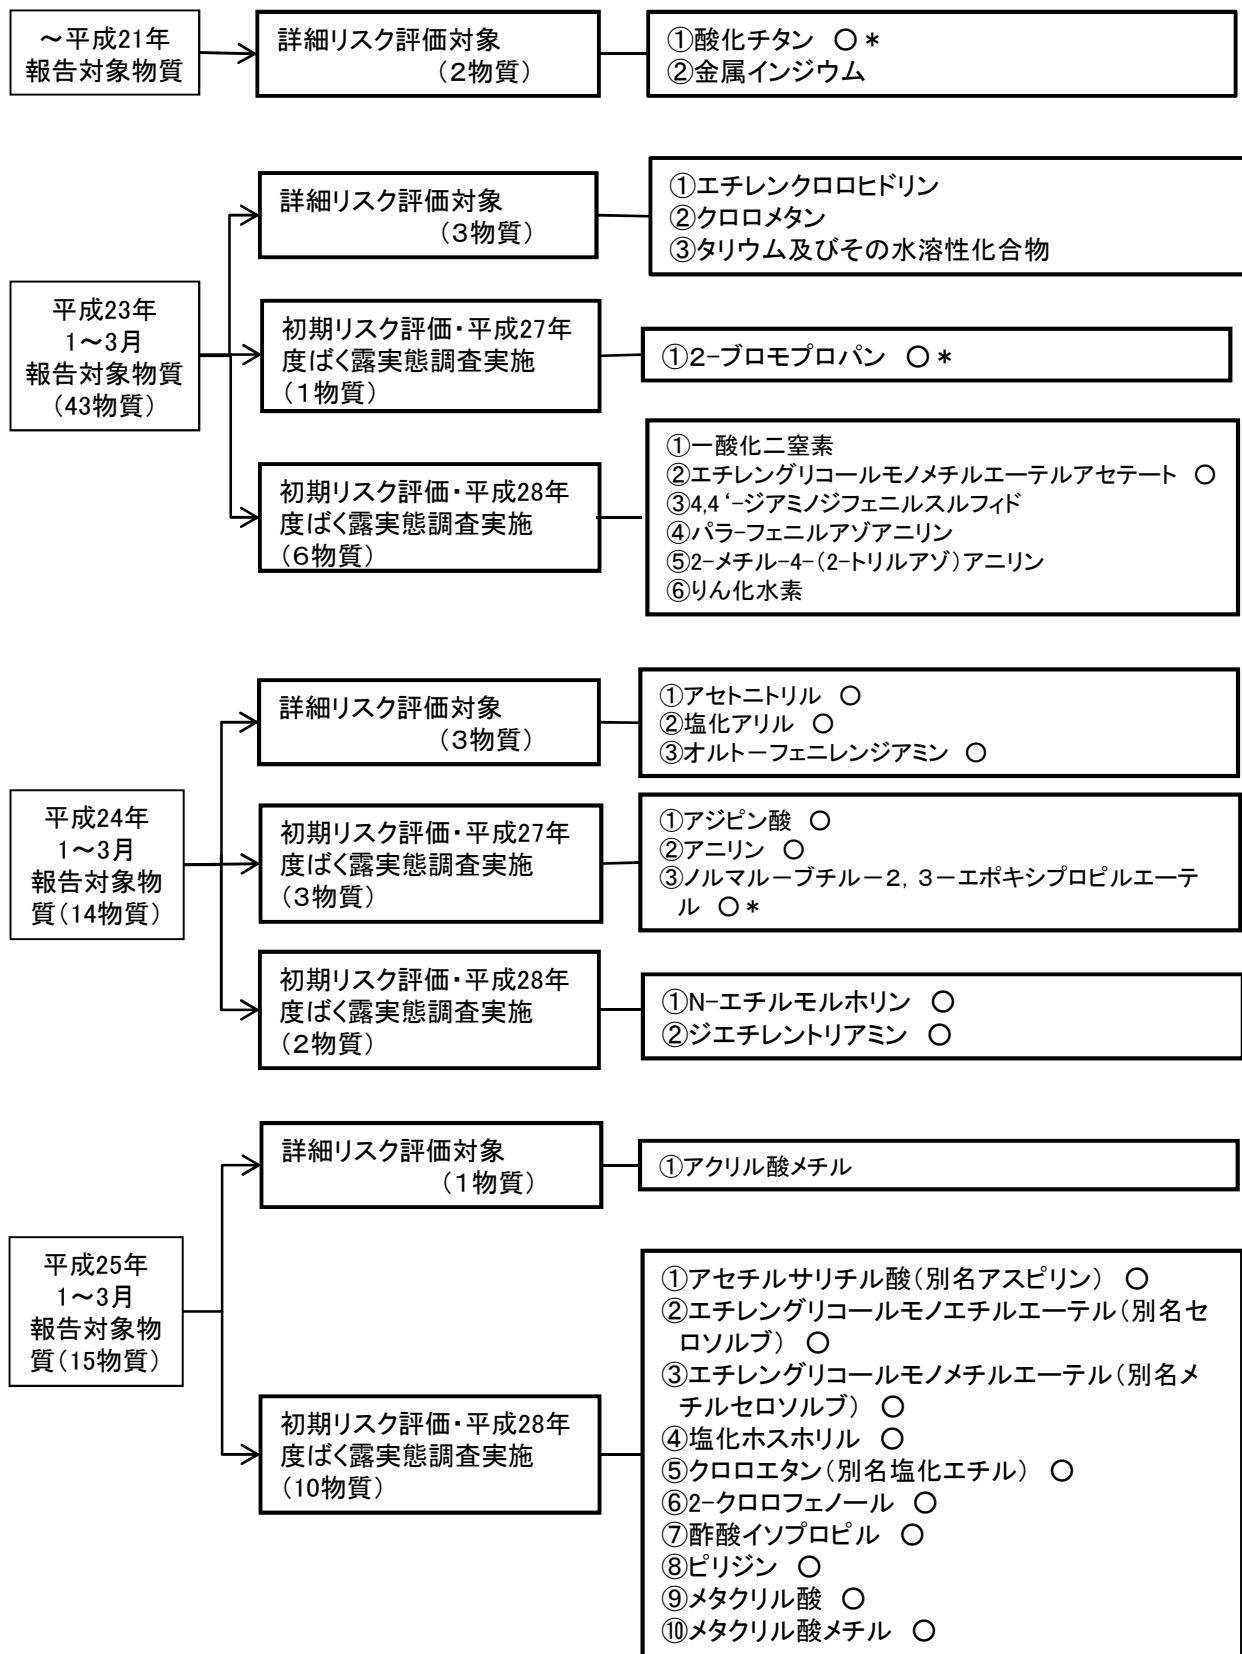 ～平成21年
報告対象物質
詳細リスク評価対象
（２物質）
①酸化チタン　○＊
②金属インジウム
平成23年
1～3月
報告対象物質
(43物質)
詳細リスク評価対象
（３物質）
①エチレンクロロヒドリン
②クロロメタン
③タリウム及びその水溶性化合物
初期リスク評価・平成27年
度ばく露実態調査実施
（１物質）
①２-ブロモプロパン　○＊
初期リスク評価・平成28年
度ばく露実態調査実施
（６物質）
①一酸化二窒素
②エチレングリコールモノメチルエーテルアセテート　○
③4,4‘-ジアミノジフェニルスルフィド
④パラ-フェニルアゾアニリン
⑤2-メチル-4-(2-トリルアゾ)アニリン
⑥りん化水素
平成24年
1～3月
報告対象物
質(14物質)
詳細リスク評価対象
（３物質）
①アセトニトリル　○
②塩化アリル　○
③オルト－フェニレンジアミン　○
初期リスク評価・平成27年
度ばく露実態調査実施
（３物質）
①アジピン酸　○
②アニリン　○
③ノルマル－ブチル－２，３－エポキシプロピルエーテ
ル　○＊
初期リスク評価・平成28年
度ばく露実態調査実施
（２物質）
①N-エチルモルホリン　○
②ジエチレントリアミン　○
平成25年
1～3月
報告対象物
質(15物質)
詳細リスク評価対象
（１物質）
①アクリル酸メチル
初期リスク評価・平成28年
度ばく露実態調査実施
(10物質)
①アセチルサリチル酸（別名アスピリン）　○
②エチレングリコールモノエチルエーテル（別名セ
ロソルブ）　○
③エチレングリコールモノメチルエーテル（別名メ
チルセロソルブ）　○
④塩化ホスホリル　○
⑤クロロエタン（別名塩化エチル）　○
⑥2-クロロフェノール　○
⑦酢酸イソプロピル　○
⑧ピリジン　○
⑨メタクリル酸　○
⑩メタクリル酸メチル　○